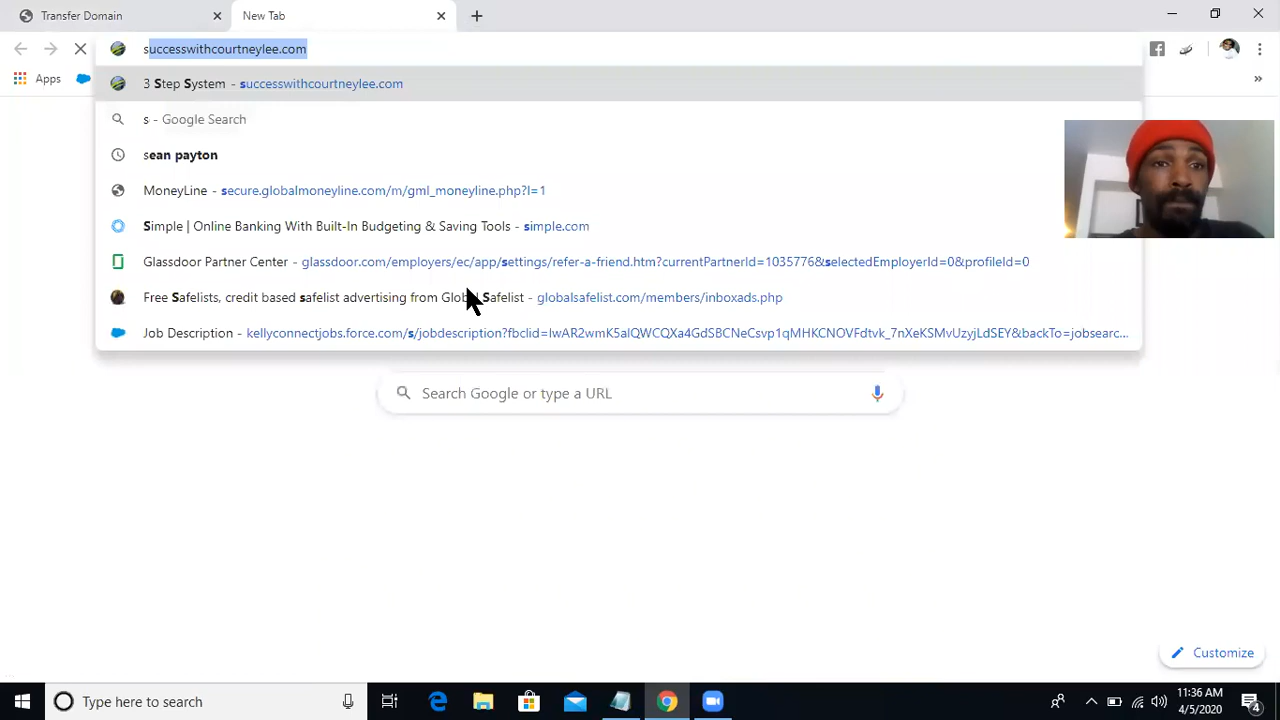 Transfer Domain
New Tab
successwithcourtneylee.com
Apps
3 Step System - successwithcourtneylee.com
s - Google Search
sean payton
MoneyLine - secure.globalmoneyline.com/m/gml_moneyline.php?l=1
Simple | Online Banking With Built-In Budgeting & Saving Tools - simple.com
Glassdoor Partner Center - glassdoor.com/employers/ec/app/settings/refer-a-friend.htm?currentPartnerId=1035776&selectedEmployerId=0&profileId=0
Free Safelists, credit based safelist advertising from Global Safelist - globalsafelist.com/members/inboxads.php
Job Description - kellyconnectjobs.force.com/s/jobdescription?fbclid=IwAR2wmK5alQWCQXa4GdSBCNeCsvp1qMHKCNOVFdtvk_7nXeKSMvUzyjLdSEY&backTo=jobsearc...
Search Google or type a URL
Customize
Type here to search
11:36 AM
4/5/2020
4